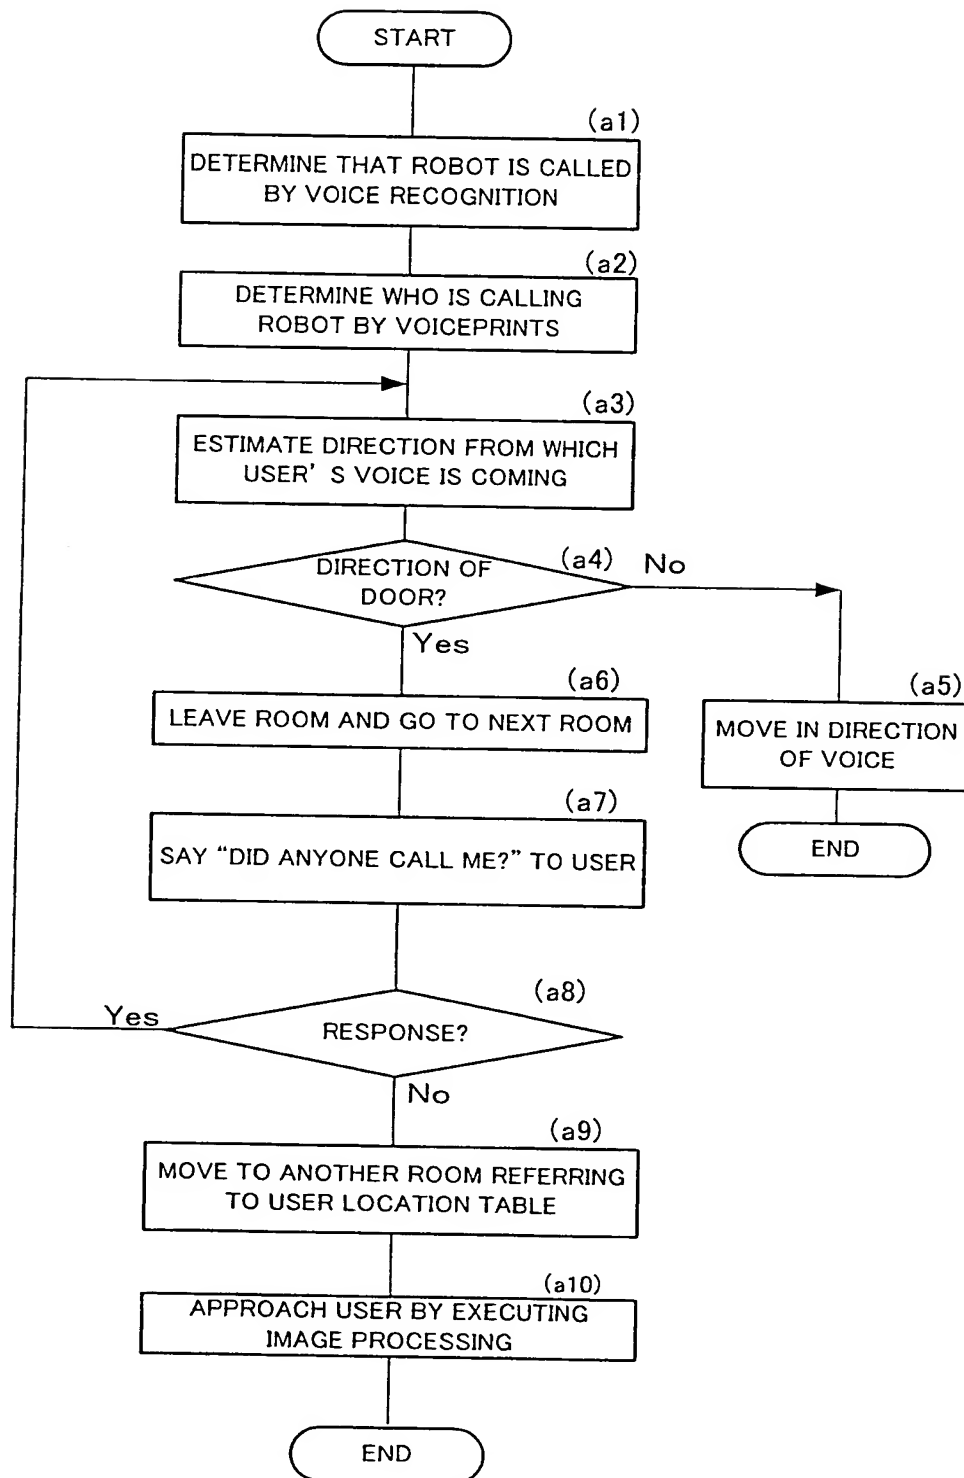 START
(a1)
DETERMINE THAT ROBOT IS CALLED
BY VOICE RECOGNITION
(a2)
DETERMINE WHO IS CALLING
ROBOT BY VOICEPRINTS
(a3)
ESTIMATE DIRECTION FROM WHICH
USER' S VOICE IS COMING
(a4)
DIRECTION OF
DOOR?
No
Yes
(a5)
MOVE IN DIRECTION
OF VOICE
END
(a6)
LEAVE ROOM AND GO TO NEXT ROOM
(a7)
SAY “DID ANYONE CALL ME?” TO USER
(a8)
RESPONSE?
Yes
No
(a9)
MOVE TO ANOTHER ROOM REFERRING
TO USER LOCATION TABLE
(a10)
APPROACH USER BY EXECUTING
IMAGE PROCESSING
END